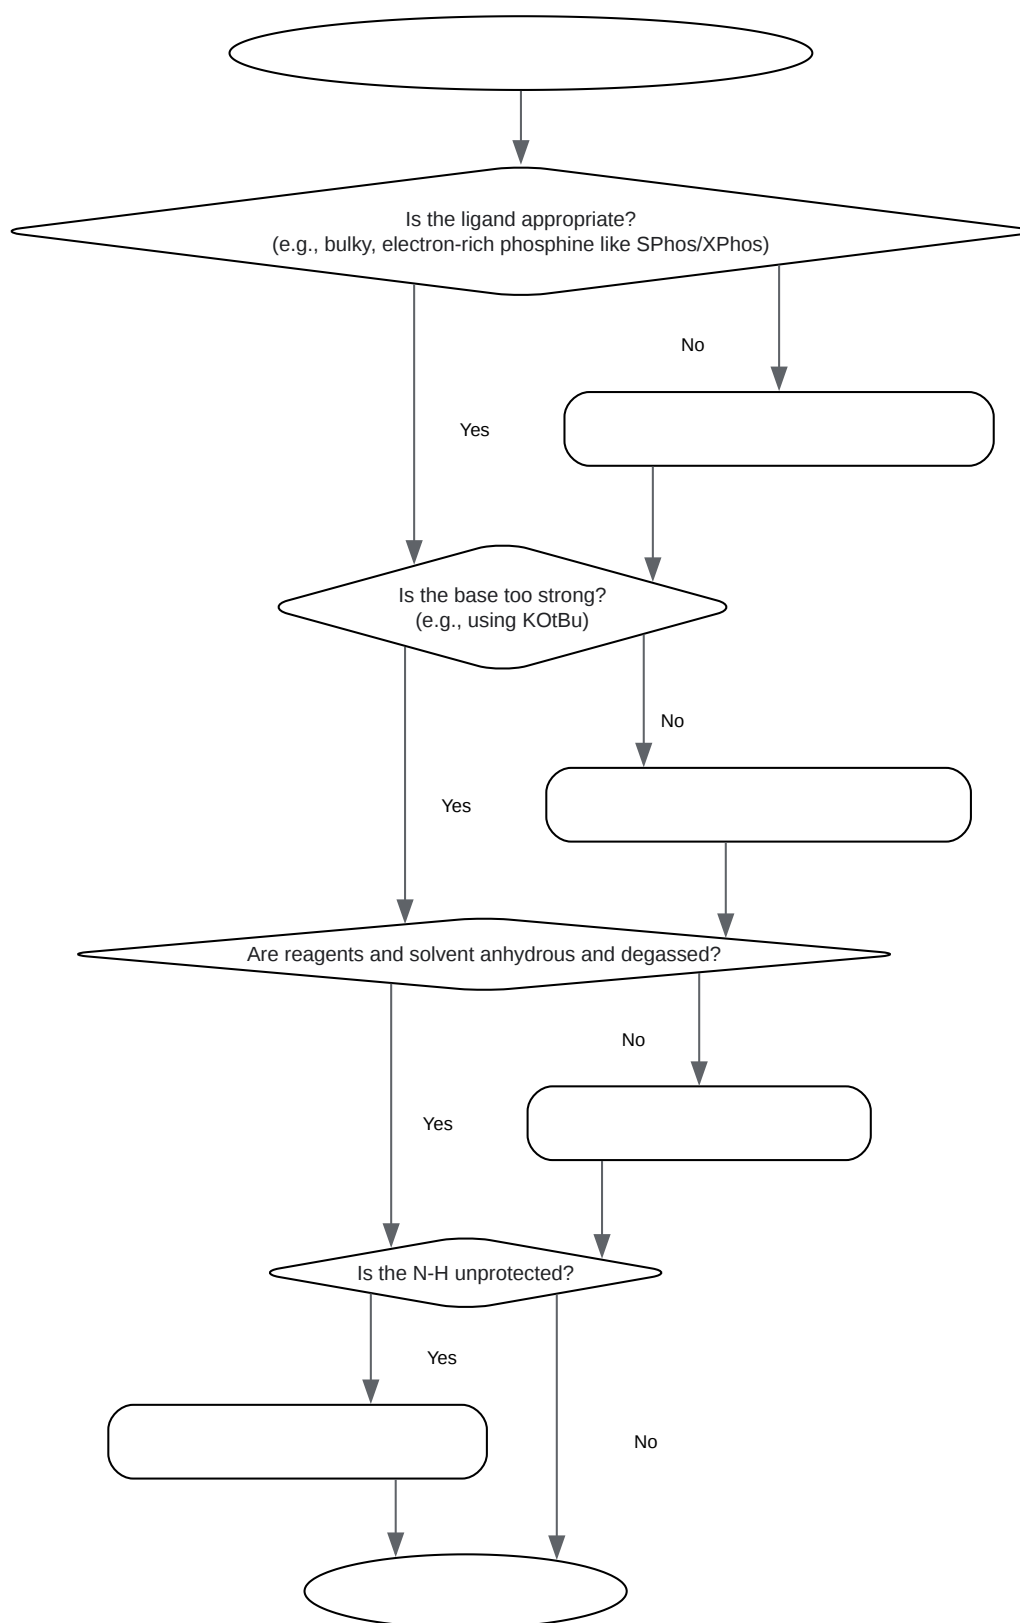 Is the ligand appropriate?
(e.g., bulky, electron-rich phosphine like SPhos/XPhos)
No
Yes
Is the base too strong?
(e.g., using KOtBu)
No
Yes
Are reagents and solvent anhydrous and degassed?
No
Yes
Is the N-H unprotected?
Yes
No